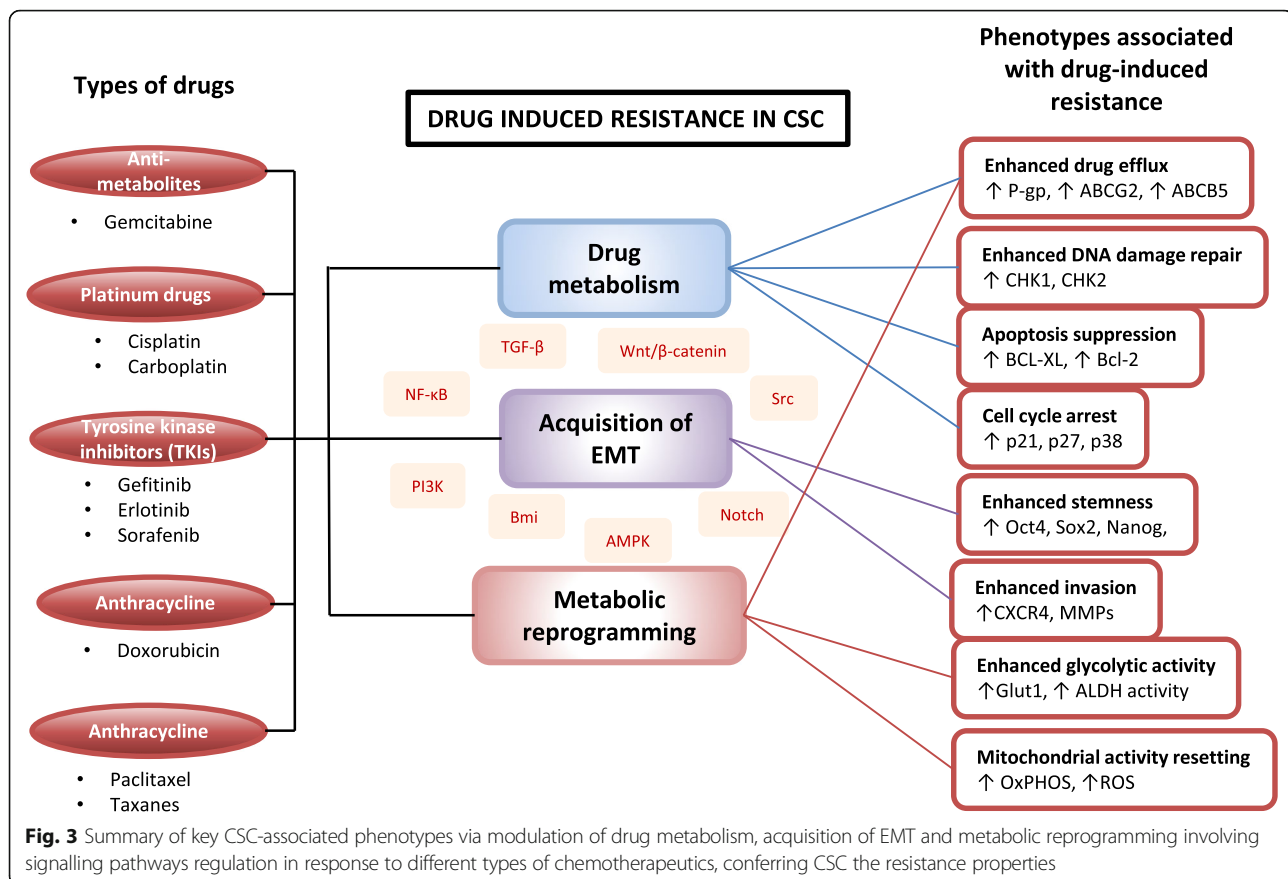 Types of drugs
DRUG INDUCED RESISTANCE IN CSC
Phenotypes associated
with drug-induced
resistance
Anti-
metabolites
• Gemcitabine
Platinum drugs
• Cisplatin
• Carboplatin
Tyrosine kinase
inhibitors (TKIs)
• Gefitinib
• Erlotinib
• Sorafenib
Anthracycline
• Doxorubicin
Anthracycline
• Paclitaxel
• Taxanes
Drug
metabolism
TGF-β
Wnt/β-catenin
NF-κB
Src
Acquisition of
EMT
PI3K
Bmi
AMPK
Notch
Metabolic
reprogramming
Enhanced drug efflux
↑ P-gp, ↑ ABCG2, ↑ ABCB5
Enhanced DNA damage repair
↑ CHK1, CHK2
Apoptosis suppression
↑ BCL-XL, ↑ Bcl-2
Cell cycle arrest
↑ p21, p27, p38
Enhanced stemness
↑ Oct4, Sox2, Nanog,
Enhanced invasion
↑CXCR4, MMPs
Enhanced glycolytic activity
↑Glut1, ↑ ALDH activity
Mitochondrial activity resetting
↑ OxPHOS, ↑ROS
Fig. 3 Summary of key CSC-associated phenotypes via modulation of drug metabolism, acquisition of EMT and metabolic reprogramming involving
signalling pathways regulation in response to different types of chemotherapeutics, conferring CSC the resistance properties